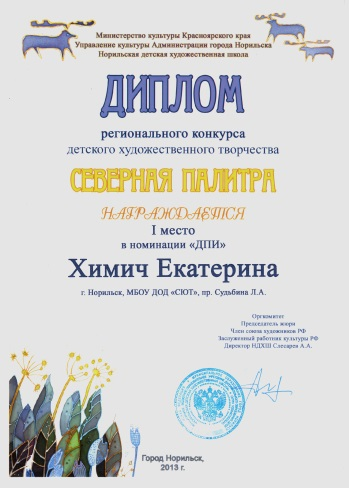 Министерство культуры Красноярского края
Управление культуры Администрации города Норильска
Норильская детская художественная школа
ДИПЛОМ
регионального конкурса
детского художественного творчества
СЕВЕРНАЯ ПАЛИТРА
НАГРАЖДАЕТСЯ
I место
в номинации «ДПИ»
Химич Екатерина
г. Норильск, МБОУ ДОД «СЮТ», пр. Судьбина Л.А.
Оргкомитет
Председатель жюри
Член союза художников РФ
Заслуженный работник культуры РФ
Директор НДХШ Слесарев А.А.
Город Норильск,
2013 г.